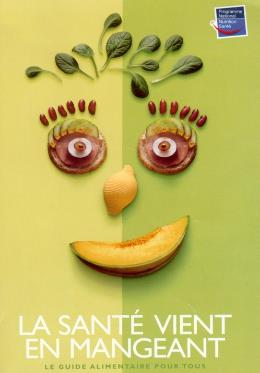 Programme
National
Nutrition
Santé
LA SANTÉ VIENT
EN MANGEANT
LE GUIDE ALIMENTAIRE POUR TOUS